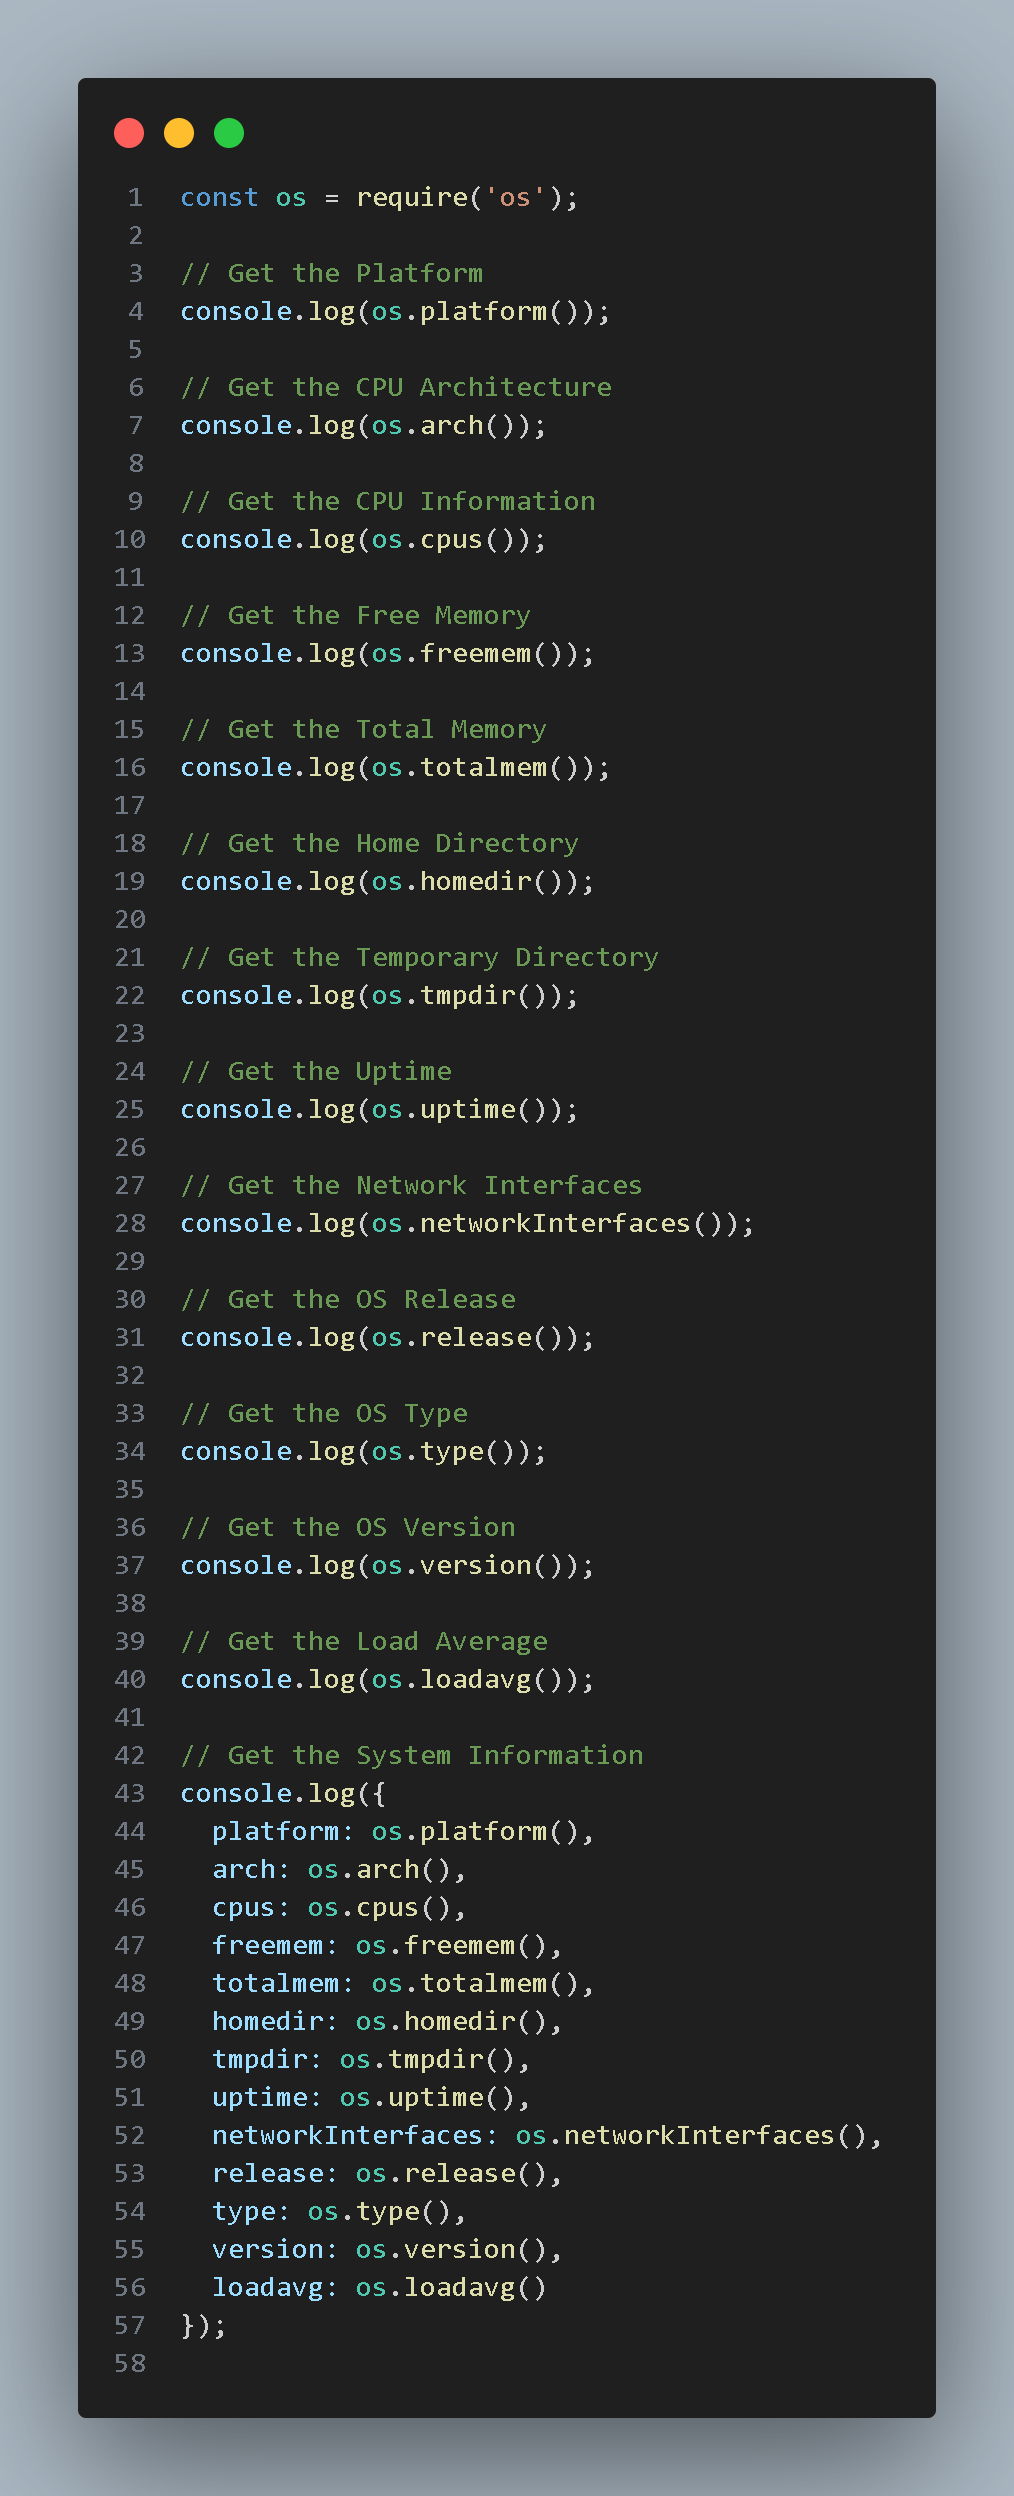 1 const os = require('os');
2
3 // Get the Platform
4 console.log(os.platform());
5
6 // Get the CPU Architecture
7 console.log(os.arch());
8
9 // Get the CPU Information
10 console.log(os.cpus());
11
12 // Get the Free Memory
13 console.log(os.freemem());
14
15 // Get the Total Memory
16 console.log(os.totalmem());
17
18 // Get the Home Directory
19 console.log(os.homedir());
20
21 // Get the Temporary Directory
22 console.log(os.tmpdir());
23
24 // Get the Uptime
25 console.log(os.uptime());
26
27 // Get the Network Interfaces
28 console.log(os.networkInterfaces());
29
30 // Get the OS Release
31 console.log(os.release());
32
33 // Get the OS Type
34 console.log(os.type());
35
36 // Get the OS Version
37 console.log(os.version());
38
39 // Get the Load Average
40 console.log(os.loadavg());
41
42 // Get the System Information
43 console.log({
44   platform: os.platform(),
45   arch: os.arch(),
46   cpus: os.cpus(),
47   freemem: os.freemem(),
48   totalmem: os.totalmem(),
49   homedir: os.homedir(),
50   tmpdir: os.tmpdir(),
51   uptime: os.uptime(),
52   networkInterfaces: os.networkInterfaces(),
53   release: os.release(),
54   type: os.type(),
55   version: os.version(),
56   loadavg: os.loadavg()
57 });
58